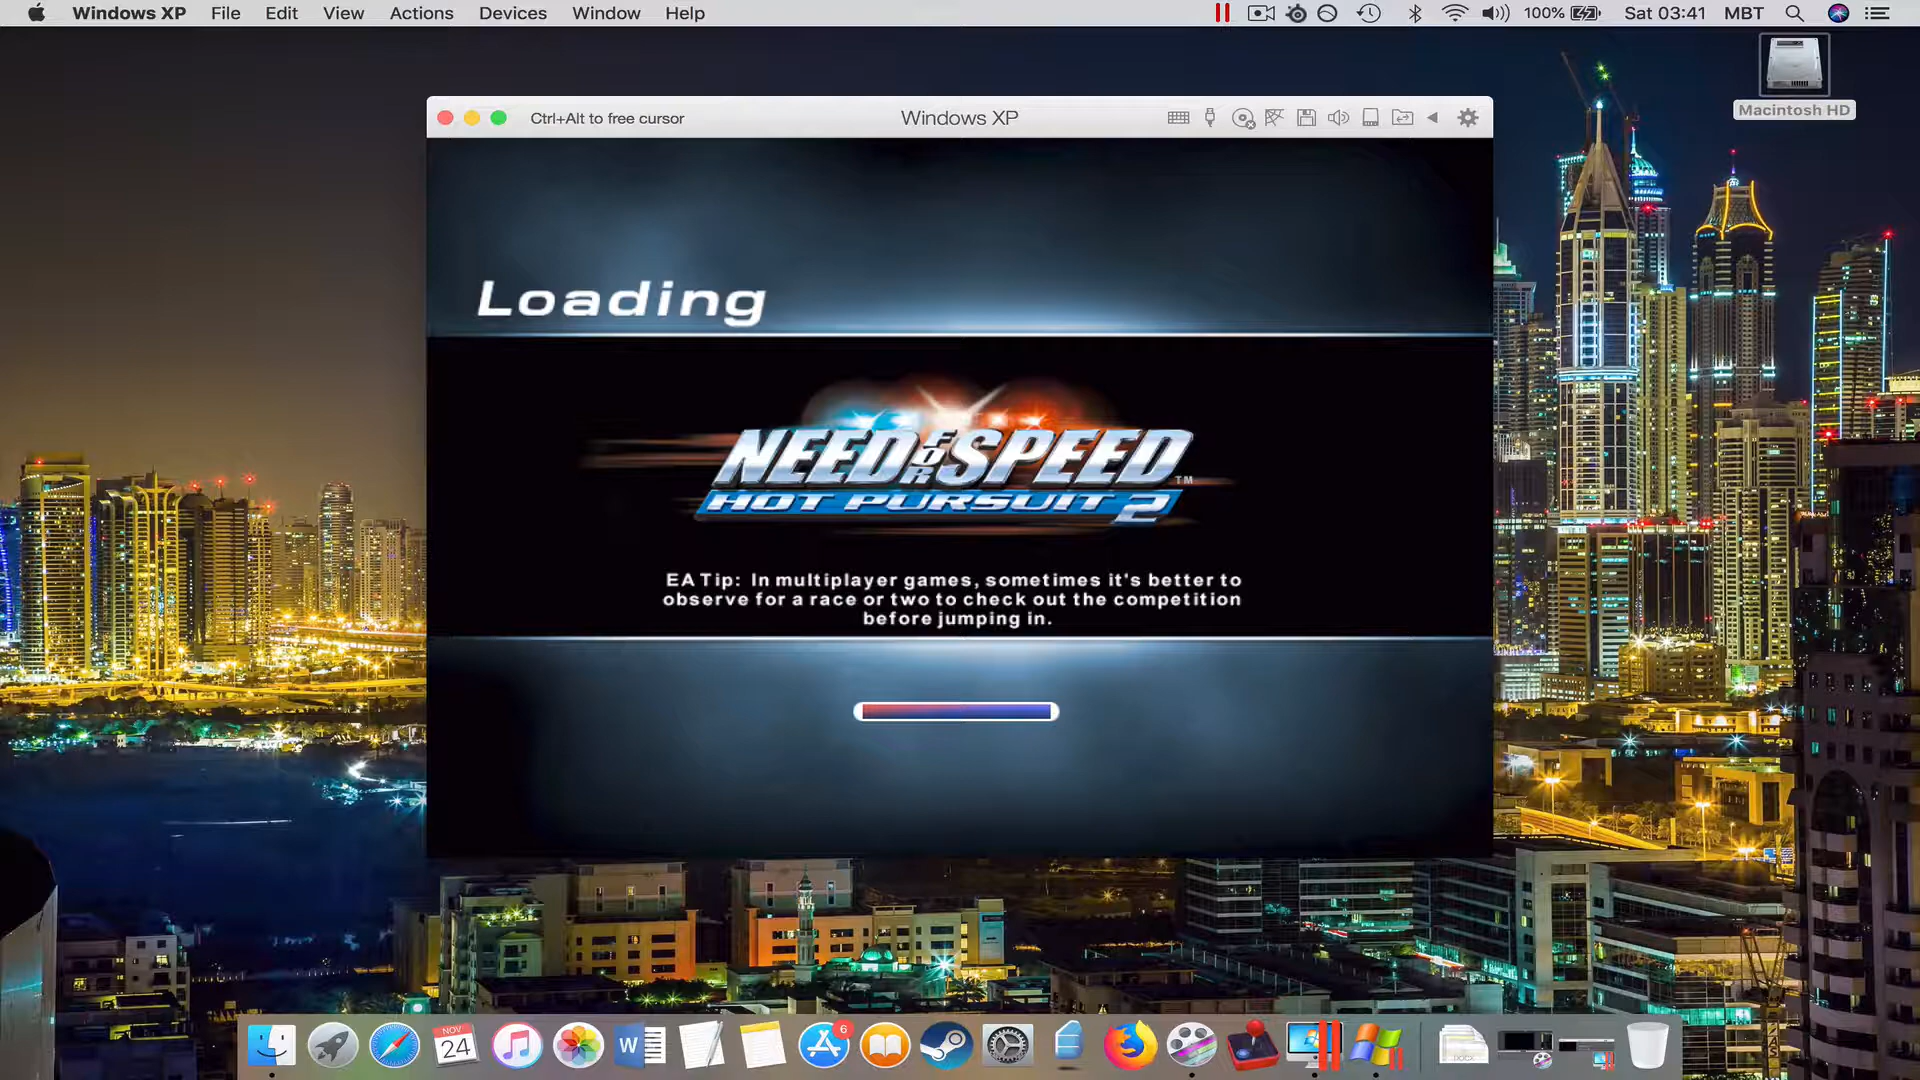 Windows XP File Edit View Actions Devices Window Help 100% Sat 03:41 MBT
Macintosh HD
Ctrl+Alt to free cursor Windows XP
Loading
NEED FOR SPEED™
HOT PURSUIT 2
EA Tip: In multiplayer games, sometimes it's better to
observe for a race or two to check out the competition
before jumping in.
NOV
24
W
6
DOCX